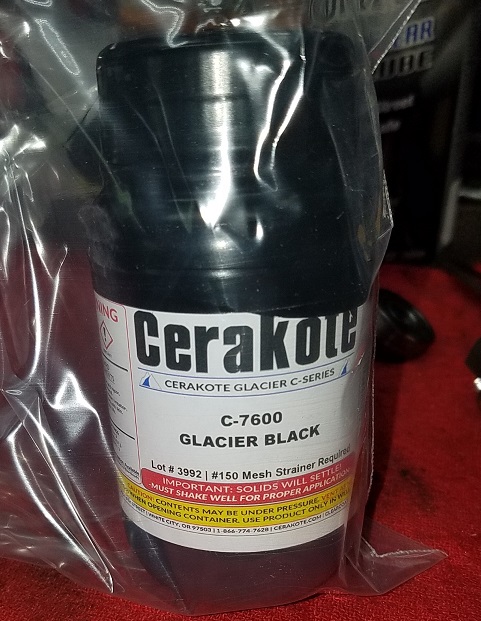 NING
Cerakote
CERAKOTE GLACIER C-SERIES
C-7600
GLACIER BLACK
Lot # 3992 | #150 Mesh Strainer Required
IMPORTANT: SOLIDS WILL SETTLE!
-MUST SHAKE WELL FOR PROPER APPLICATION
CAUTION: CONTENTS MAY BE UNDER PRESSURE.
WHEN OPENING CONTAINER. USE PRODUCT ONLY IN
WHITE CITY, OR 97503 | 1-866-774-7628 | CERAKOTE.COM